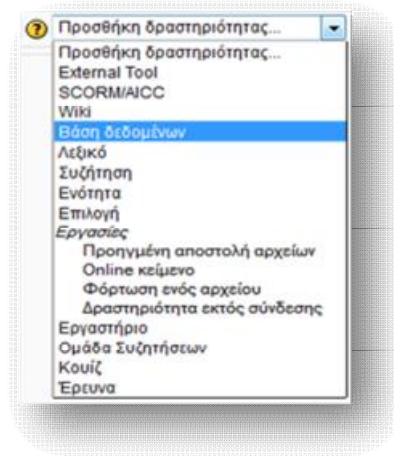 Προσθήκη δραστηριότητας...
Προσθήκη δραστηριότητας...
External Tool
SCORM/AICC
Wiki
Βάση δεδομένων
Λεξικό
Συζήτηση
Ενότητα
Επιλογή
Εργασίες
Προηγμένη αποστολή αρχείων
Online κείμενο
Φόρτωση ενός αρχείου
Δραστηριότητα εκτός σύνδεσης
Εργαστήριο
Ομάδα Συζητήσεων
Κουίζ
Έρευνα